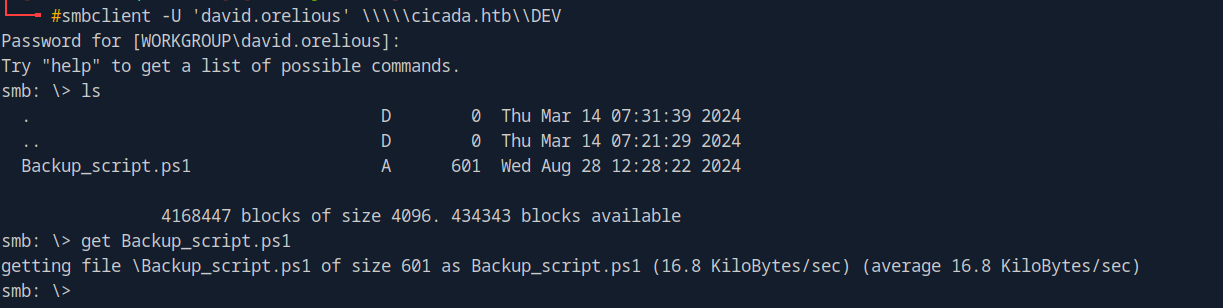 #smbclient -U 'david.orelious' \\\\\cicada.htb\\DEV
Password for [WORKGROUP\david.orelious]:
Try "help" to get a list of possible commands.
smb: \> ls
  .                                   D        0  Thu Mar 14 07:31:39 2024
  ..                                  D        0  Thu Mar 14 07:21:29 2024
  Backup_script.ps1                   A      601  Wed Aug 28 12:28:22 2024
                4168447 blocks of size 4096. 434343 blocks available
smb: \> get Backup_script.ps1
getting file \Backup_script.ps1 of size 601 as Backup_script.ps1 (16.8 KiloBytes/sec) (average 16.8 KiloBytes/sec)
smb: \>